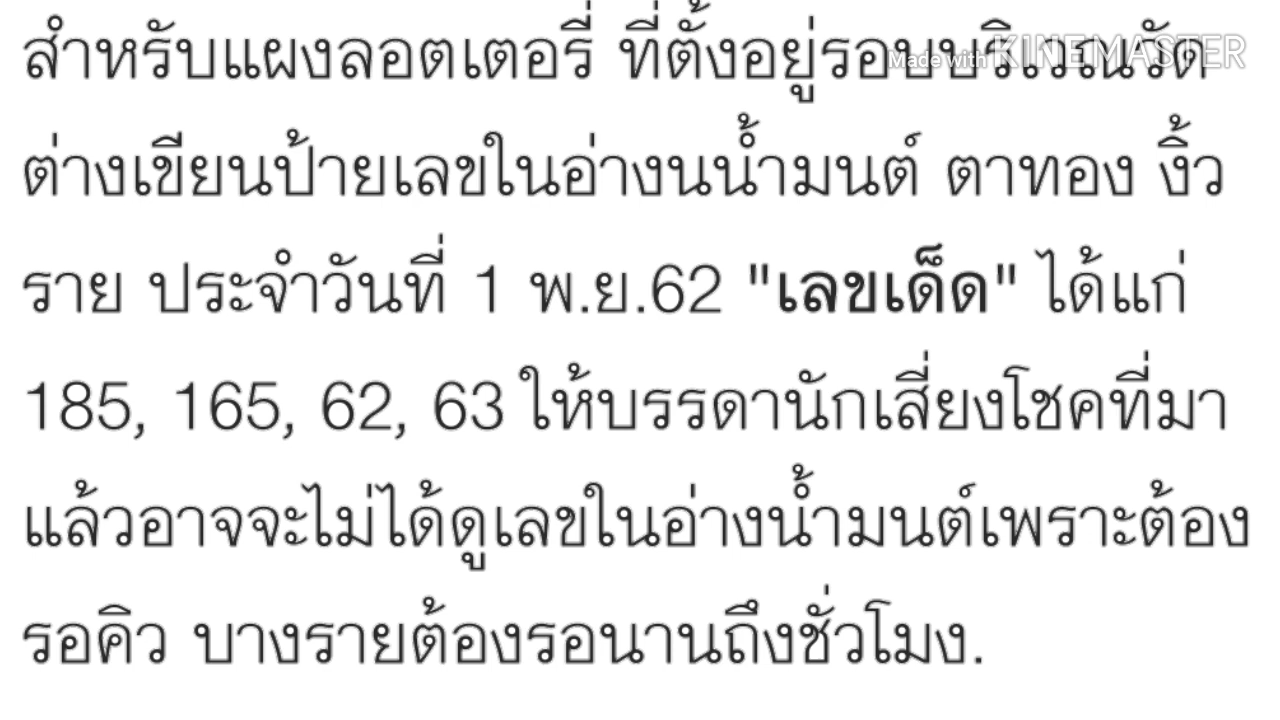 สำหรับแผงลอตเตอรี่ ที่ตั้งอยู่รอบบริเวณรัด
Made with KINEMASTER
ต่างเขียนป้ายเลขในอ่างนน้ำมนต์ ตาทอง งิ้ว
ราย ประจำวันที่ 1 พ.ย.62 "เลขเด็ด" ได้แก่
185, 165, 62, 63 ให้บรรดานักเสี่ยงโชคที่มา
แล้วอาจจะไม่ได้ดูเลขในอ่างน้ำมนต์เพราะต้อง
รอคิว บางรายต้องรอนานถึงชั่วโมง.